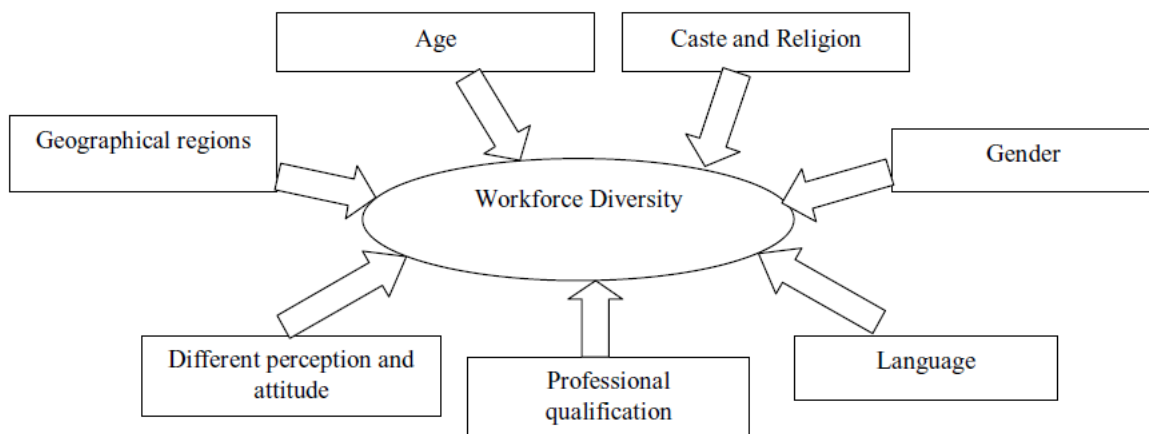 Age
Caste and Religion
Geographical regions
Gender
Workforce Diversity
Different perception and
attitude
Professional
qualification
Language